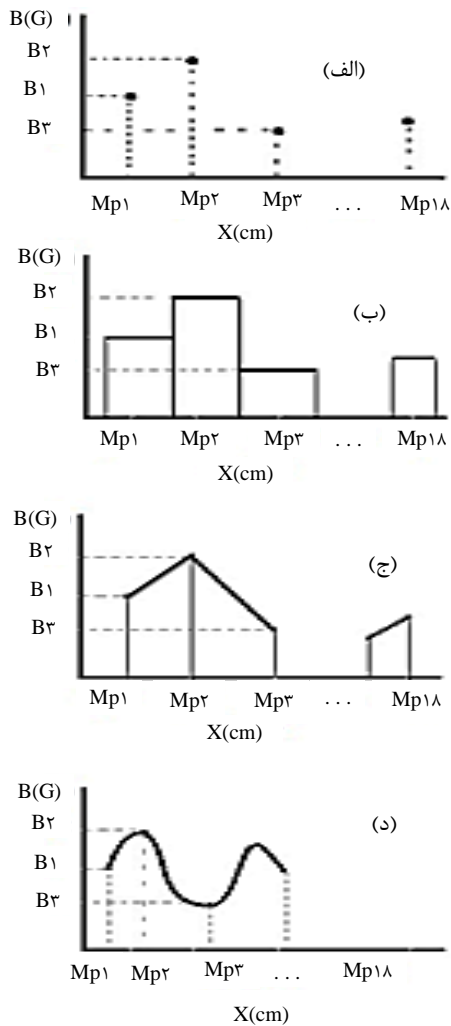 B(G)
B۲
(الف)
B۱
B۳
Mp۱ Mp۲ Mp۳ ... Mp۱۸
X(cm)
B(G)
B۲
(ب)
B۱
B۳
Mp۱ Mp۲ Mp۳ ... Mp۱۸
X(cm)
B(G)
B۲
(ج)
B۱
B۳
Mp۱ Mp۲ Mp۳ ... Mp۱۸
X(cm)
B(G)
B۲
(د)
B۱
B۳
Mp۱ Mp۲ Mp۳ ... Mp۱۸
X(cm)